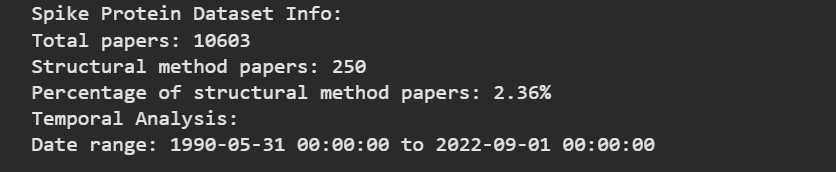 Spike Protein Dataset Info:
Total papers: 10603
Structural method papers: 250
Percentage of structural method papers: 2.36%
Temporal Analysis:
Date range: 1990-05-31 00:00:00 to 2022-09-01 00:00:00